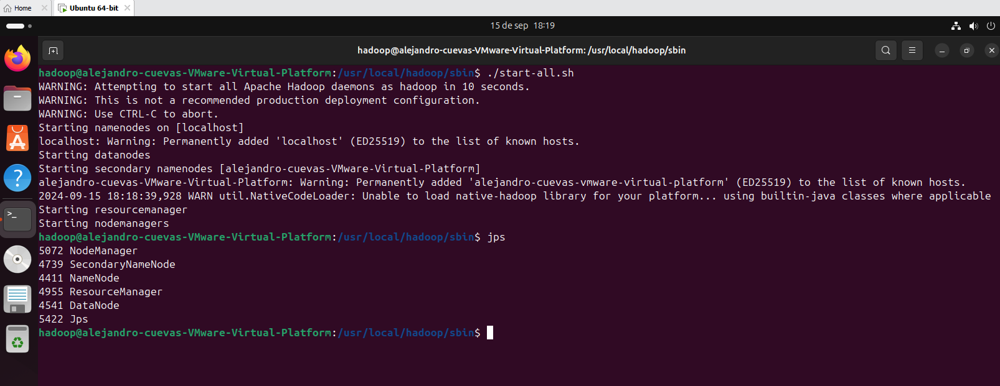 Home
Ubuntu 64-bit
15 de sep 18:19
hadoop@alejandro-cuevas-VMware-Virtual-Platform: /usr/local/hadoop/sbin
hadoop@alejandro-cuevas-VMware-Virtual-Platform:/usr/local/hadoop/sbin$ ./start-all.sh
WARNING: Attempting to start all Apache Hadoop daemons as hadoop in 10 seconds.
WARNING: This is not a recommended production deployment configuration.
WARNING: Use CTRL-C to abort.
Starting namenodes on [localhost]
localhost: Warning: Permanently added 'localhost' (ED25519) to the list of known hosts.
Starting datanodes
Starting secondary namenodes [alejandro-cuevas-VMware-Virtual-Platform]
alejandro-cuevas-VMware-Virtual-Platform: Warning: Permanently added 'alejandro-cuevas-vmware-virtual-platform' (ED25519) to the list of known hosts.
2024-09-15 18:18:39,928 WARN util.NativeCodeLoader: Unable to load native-hadoop library for your platform... using builtin-java classes where applicable
Starting resourcemanager
Starting nodemanagers
hadoop@alejandro-cuevas-VMware-Virtual-Platform:/usr/local/hadoop/sbin$ jps
5072 NodeManager
4739 SecondaryNameNode
4411 NameNode
4955 ResourceManager
4541 DataNode
5422 Jps
hadoop@alejandro-cuevas-VMware-Virtual-Platform:/usr/local/hadoop/sbin$